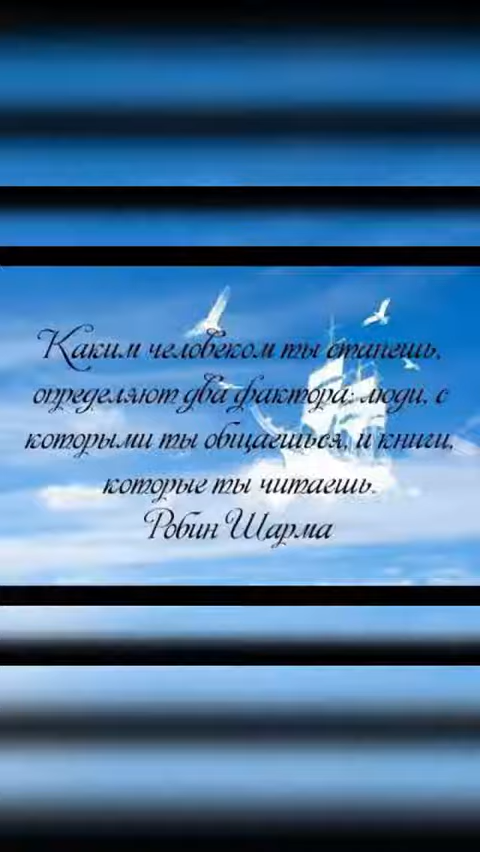 Каким человеком ты станешь,
определяют два фактора: люди, с
которыми ты общаешься, и книги,
которые ты читаешь.
Робин Шарма